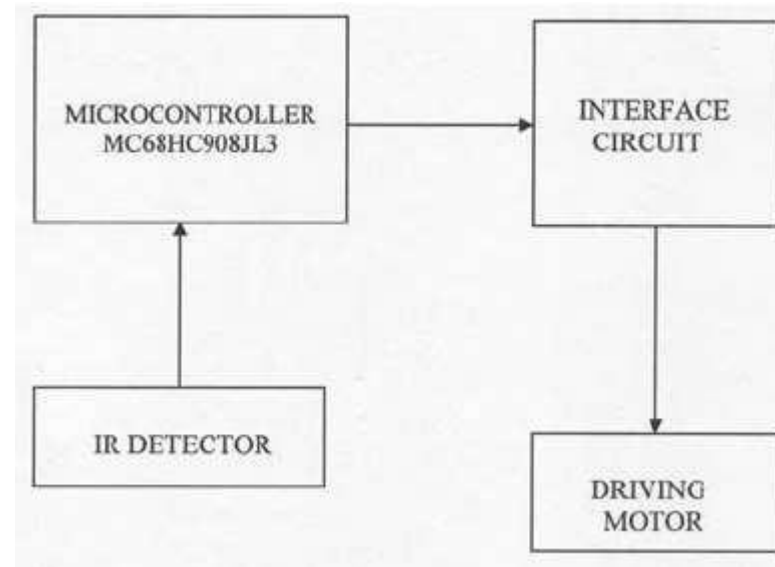 MICROCONTROLLER
MC68HC908JL3
INTERFACE
CIRCUIT
IR DETECTOR
DRIVING
MOTOR